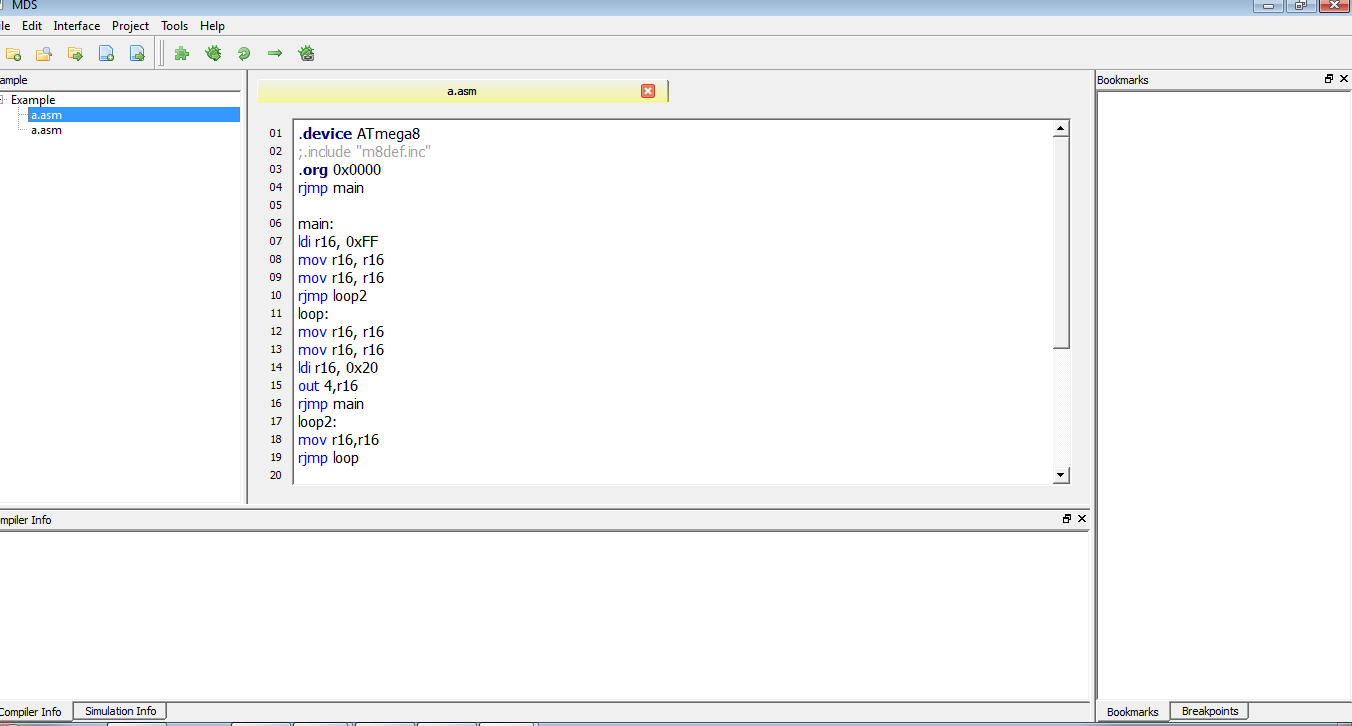 MDS
ile Edit Interface Project Tools Help
ample
Bookmarks
Example
a.asm
a.asm
a.asm
01 .device ATmega8
02 ;.include "m8def.inc"
03 .org 0x0000
04 rjmp main
05
06 main:
07 ldi r16, 0xFF
08 mov r16, r16
09 mov r16, r16
10 rjmp loop2
11 loop:
12 mov r16, r16
13 mov r16, r16
14 ldi r16, 0x20
15 out 4,r16
16 rjmp main
17 loop2:
18 mov r16,r16
19 rjmp loop
20
mpiler Info
Compiler Info Simulation Info
Bookmarks Breakpoints